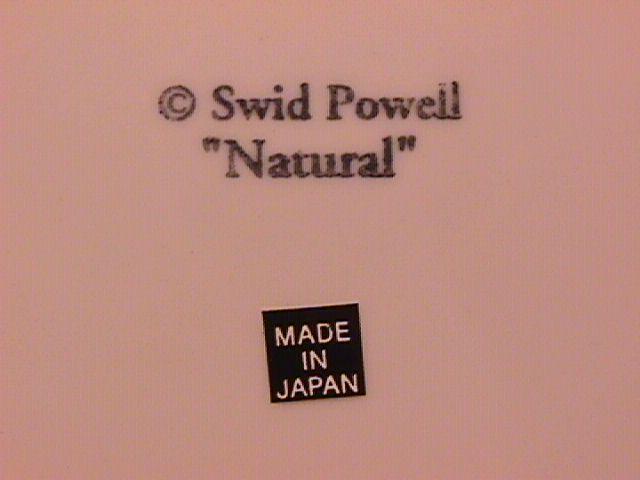 © Swid Powell
"Natural"
MADE
IN
JAPAN